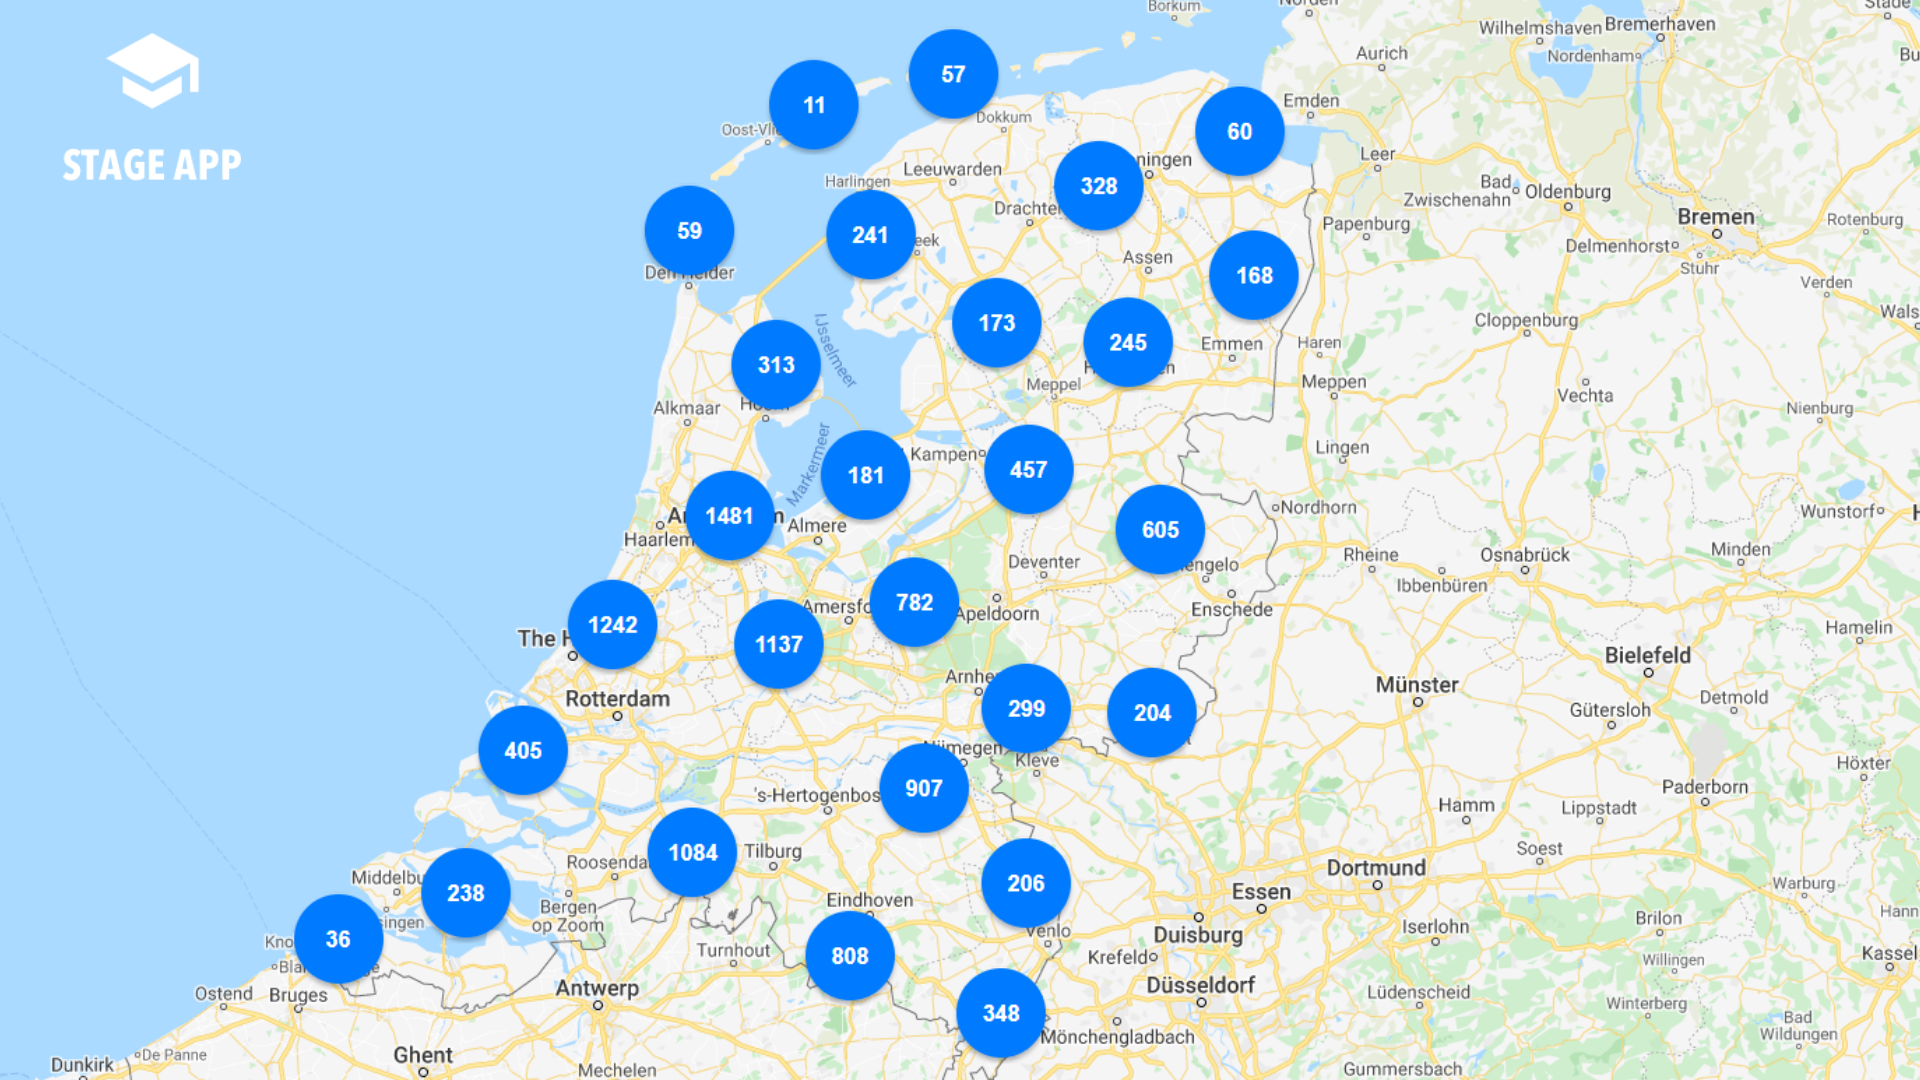 Borkum
Norden
Stade
Wilhelmshaven
Bremerhaven
Aurich
Nordenham
57
11
STAGE APP
Dokkum
Emden
60
Oost-Vli
Leeuwarden
ningen
Leer
Harlingen
328
Bad
Zwischenahn
Oldenburg
Drachte
Bremen
Rotenburg
59
241
eek
Papenburg
Delmenhorst
Den Helder
Assen
168
Stuhr
Verden
IJsselmeer
173
245
Emmen
Haren
Cloppenburg
Wals
313
Meppel
Meppen
Vechta
Alkmaar
Hoorn
Nienburg
Markermeer
181
Kampen
457
Lingen
1481
Almere
605
Nordhorn
Wunstorf
Haarlem
Deventer
engelo
Rheine
Osnabrück
Minden
Ibbenbüren
1242
Amersfo
782
Apeldoorn
Enschede
The H
1137
Hamelin
Bielefeld
Arnhe
Münster
Rotterdam
299
204
Gütersloh
Detmold
405
Nijmegen
Kleve
Höxter
907
's-Hertogenbos
Paderborn
Hamm
Lippstadt
1084
Tilburg
Roosenda
Soest
Dortmund
Middelbu
238
206
Essen
Warburg
Eindhoven
Bergen
op Zoom
singen
36
Kno
Venlo
Duisburg
Iserlohn
Brilon
Hann
Turnhout
808
Krefeld
Willingen
Kassel
Ostend
Bruges
Antwerp
348
Düsseldorf
Lüdenscheid
Winterberg
Mönchengladbach
Bad
Wildungen
Dunkirk
De Panne
Ghent
Mechelen
Gummersbach